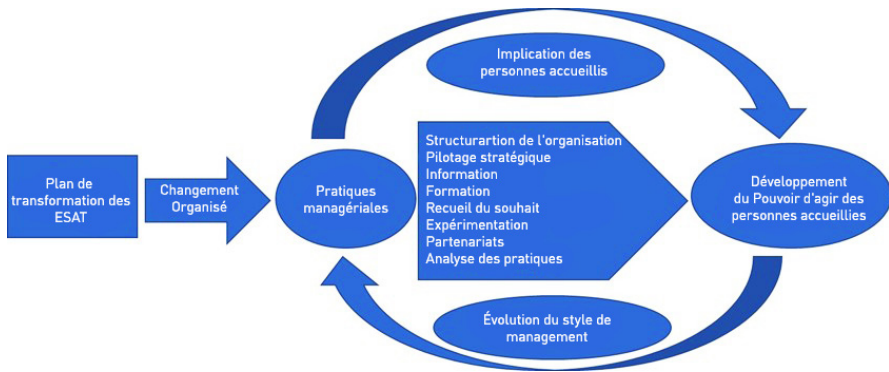 Implication des
personnes accueillis
Plan de
transformation des
ESAT
Changement
Organisé
Pratiques
managériales
Structurartion de l'organisation
Pilotage stratégique
Information
Formation
Recueil du souhait
Expérimentation
Partenariats
Analyse des pratiques
Développement
du Pouvoir d'agir des
personnes accueillies
Évolution du style de
management